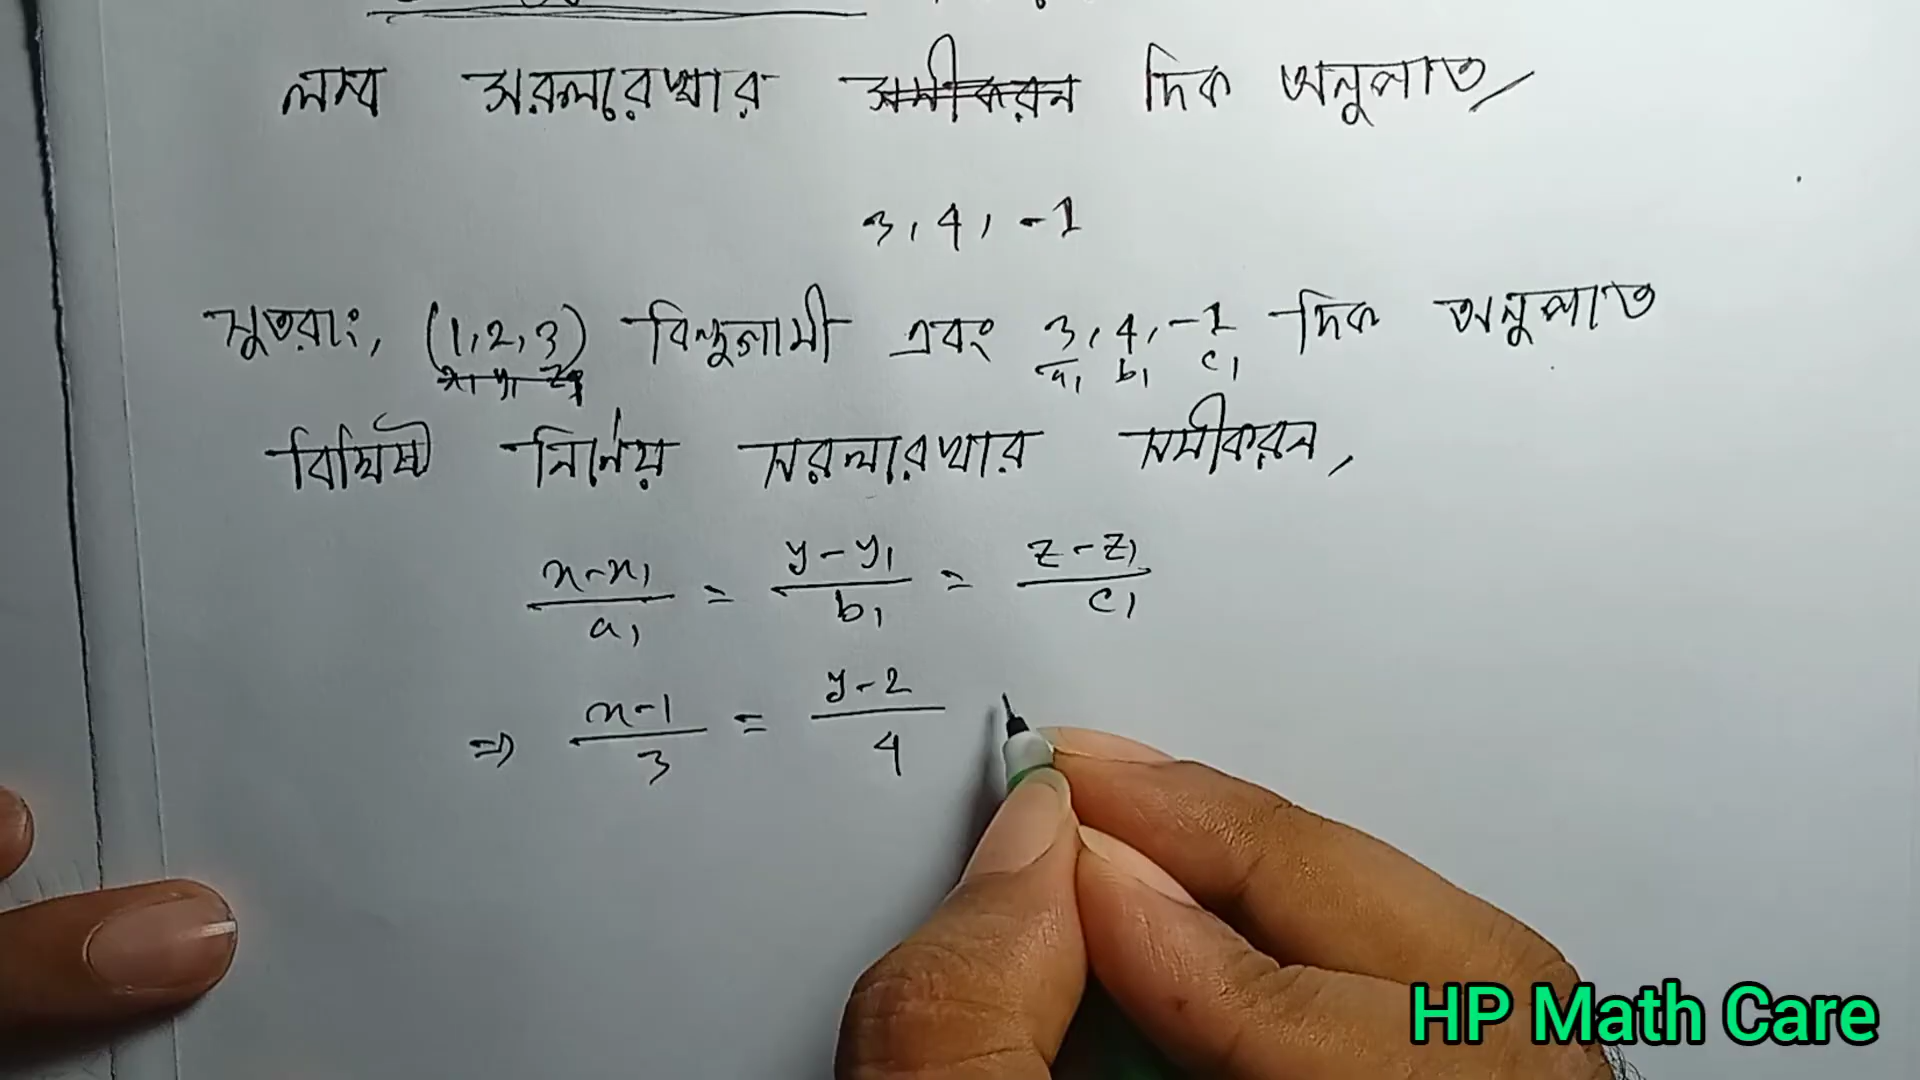 লম্ব সরলরেখার সমীকরন দিক অনুপাত,
3, 4, -1
সুতরাং, (1, 2, 3) বিন্দুগামী এবং 3, 4, -1 দিক অনুপাত
x₁ y₁ z₁ a₁ b₁ c₁
বিশিষ্ট নির্ণেয় সরলরেখার সমীকরন,
x-x₁/a₁ = y-y₁/b₁ = z-z₁/c₁
⇒ x-1/3 = y-2/4
HP Math Care